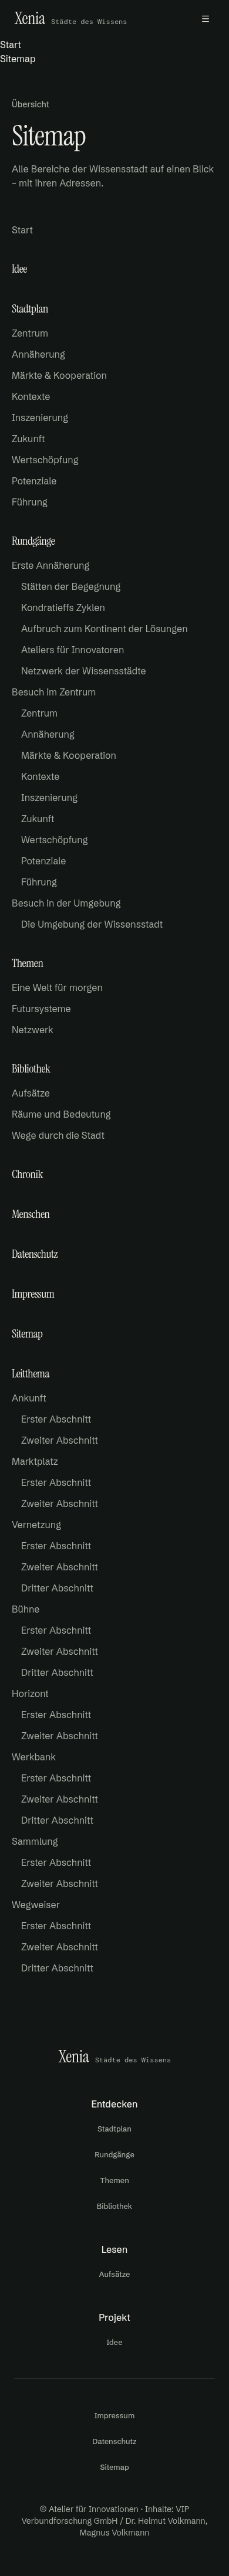 Xenia Städte des Wissens
Start
Sitemap
Übersicht
Sitemap
Alle Bereiche der Wissensstadt auf einen Blick
– mit ihren Adressen.
Start
Idee
Stadtplan
Zentrum
Annäherung
Märkte & Kooperation
Kontexte
Inszenierung
Zukunft
Wertschöpfung
Potenziale
Führung
Rundgänge
Erste Annäherung
Stätten der Begegnung
Kondratieffs Zyklen
Aufbruch zum Kontinent der Lösungen
Ateliers für Innovatoren
Netzwerk der Wissensstädte
Besuch im Zentrum
Zentrum
Annäherung
Märkte & Kooperation
Kontexte
Inszenierung
Zukunft
Wertschöpfung
Potenziale
Führung
Besuch in der Umgebung
Die Umgebung der Wissensstadt
Themen
Eine Welt für morgen
Futursysteme
Netzwerk
Bibliothek
Aufsätze
Räume und Bedeutung
Wege durch die Stadt
Chronik
Menschen
Datenschutz
Impressum
Sitemap
Leitthema
Ankunft
Erster Abschnitt
Zweiter Abschnitt
Marktplatz
Erster Abschnitt
Zweiter Abschnitt
Vernetzung
Erster Abschnitt
Zweiter Abschnitt
Dritter Abschnitt
Bühne
Erster Abschnitt
Zweiter Abschnitt
Dritter Abschnitt
Horizont
Erster Abschnitt
Zweiter Abschnitt
Werkbank
Erster Abschnitt
Zweiter Abschnitt
Dritter Abschnitt
Sammlung
Erster Abschnitt
Zweiter Abschnitt
Wegweiser
Erster Abschnitt
Zweiter Abschnitt
Dritter Abschnitt
Xenia Städte des Wissens
Entdecken
Stadtplan
Rundgänge
Themen
Bibliothek
Lesen
Aufsätze
Projekt
Idee
Impressum
Datenschutz
Sitemap
© Atelier für Innovationen · Inhalte: VIP
Verbundforschung GmbH / Dr. Helmut Volkmann,
Magnus Volkmann